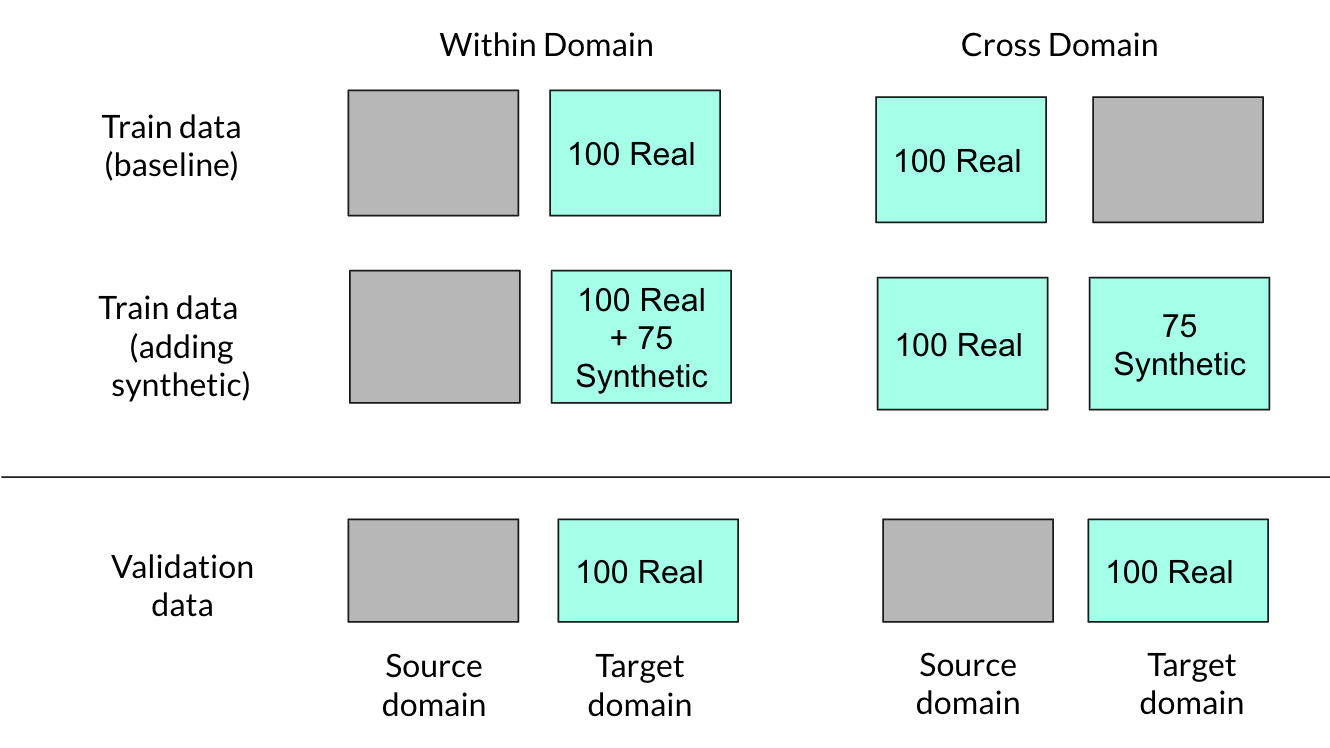 Within Domain
Cross Domain
Train data
(baseline)
100 Real
100 Real
Train data
(adding
synthetic)
100 Real
+ 75
Synthetic
100 Real
75
Synthetic
Validation
data
100 Real
100 Real
Source
domain
Target
domain
Source
domain
Target
domain